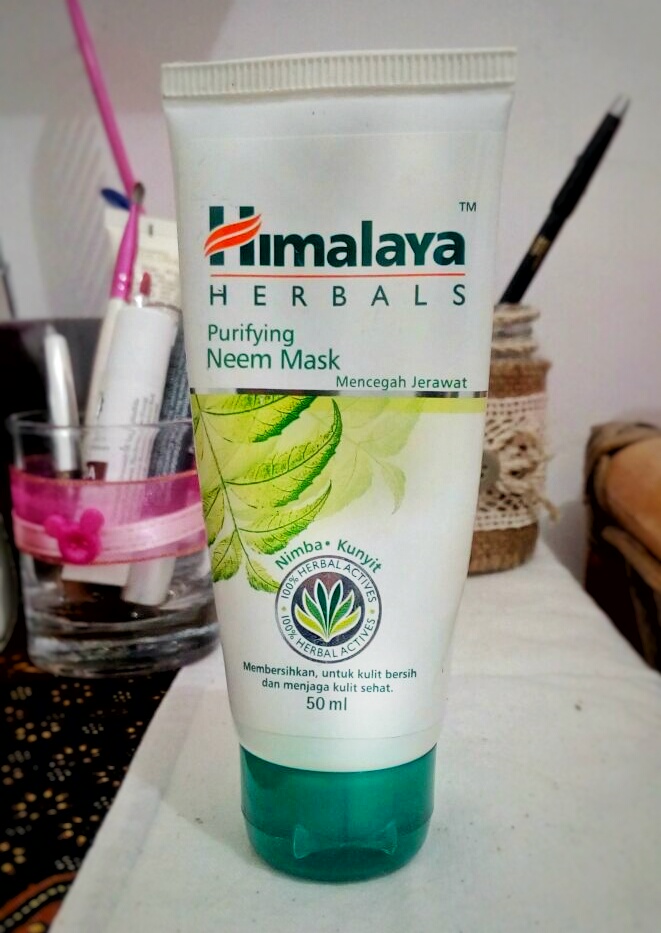 Himalaya™
HERBALS
Purifying
Neem Mask
Mencegah Jerawat
Nimba • Kunyit
100% HERBAL ACTIVES
100% HERBAL ACTIVES
Membersihkan, untuk kulit bersih
dan menjaga kulit sehat.
50 ml